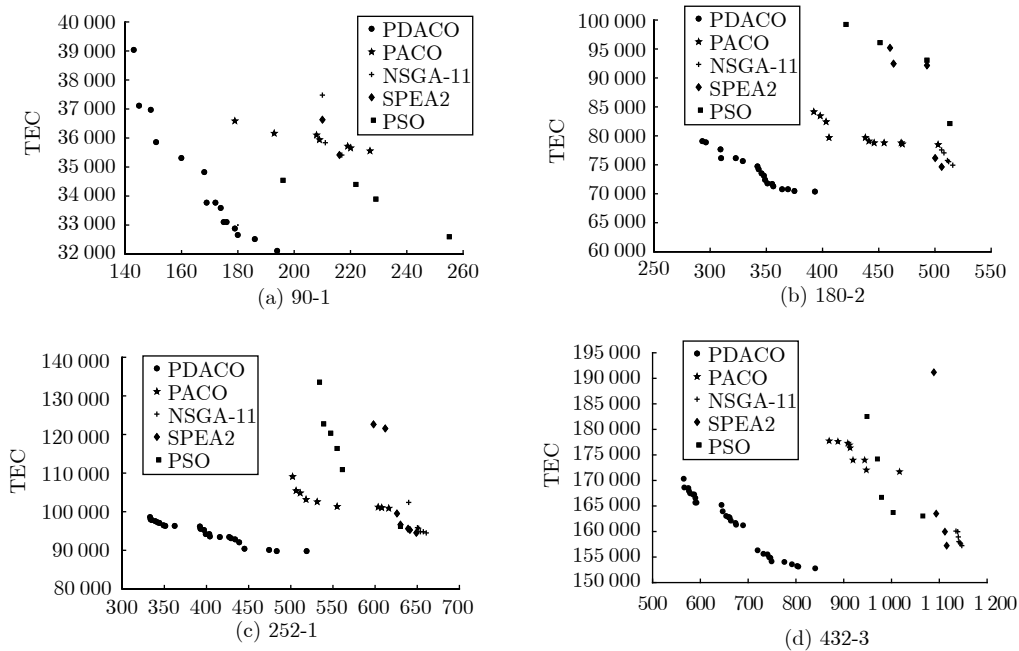 40 000
39 000
38 000
37 000
36 000
35 000
34 000
33 000
32 000
TEC
PDACO
PACO
NSGA-11
SPEA2
PSO
140 160 180 200 220 240 260
(a) 90-1
100 000
95 000
90 000
85 000
80 000
75 000
70 000
65 000
60 000
TEC
PDACO
PACO
NSGA-11
SPEA2
PSO
250 300 350 400 450 500 550
(b) 180-2
140 000
130 000
120 000
110 000
100 000
90 000
80 000
TEC
PDACO
PACO
NSGA-11
SPEA2
PSO
300 350 400 450 500 550 600 650 700
(c) 252-1
195 000
190 000
185 000
180 000
175 000
170 000
165 000
160 000
155 000
150 000
TEC
PDACO
PACO
NSGA-11
SPEA2
PSO
500 600 700 800 900 1 000 1 100 1 200
(d) 432-3